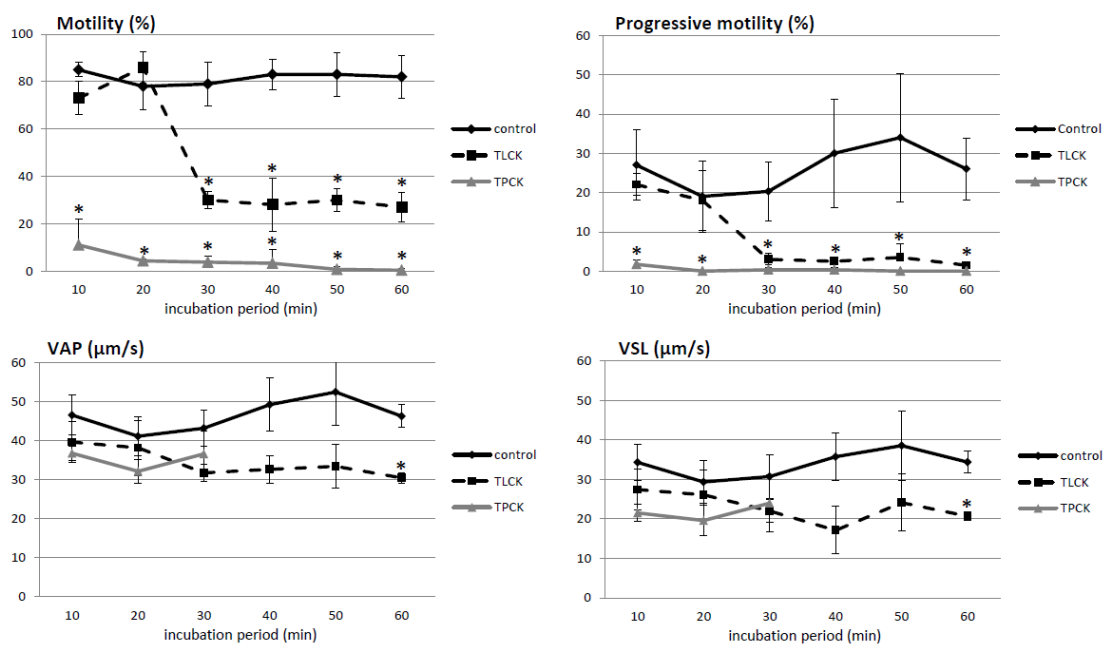 Motility (%)
100
80
60
40
20
0
* * * * *
* * * * * *
10 20 30 40 50 60
incubation period (min)
control
TLCK
TPCK
Progressive motility (%)
60
50
40
30
20
10
0
* * * * * *
10 20 30 40 50 60
incubation period (min)
Control
TLCK
TPCK
VAP (µm/s)
60
50
40
30
20
10
0
*
10 20 30 40 50 60
incubation period (min)
control
TLCK
TPCK
VSL (µm/s)
60
50
40
30
20
10
0
*
10 20 30 40 50 60
incubation period (min)
control
TLCK
TPCK